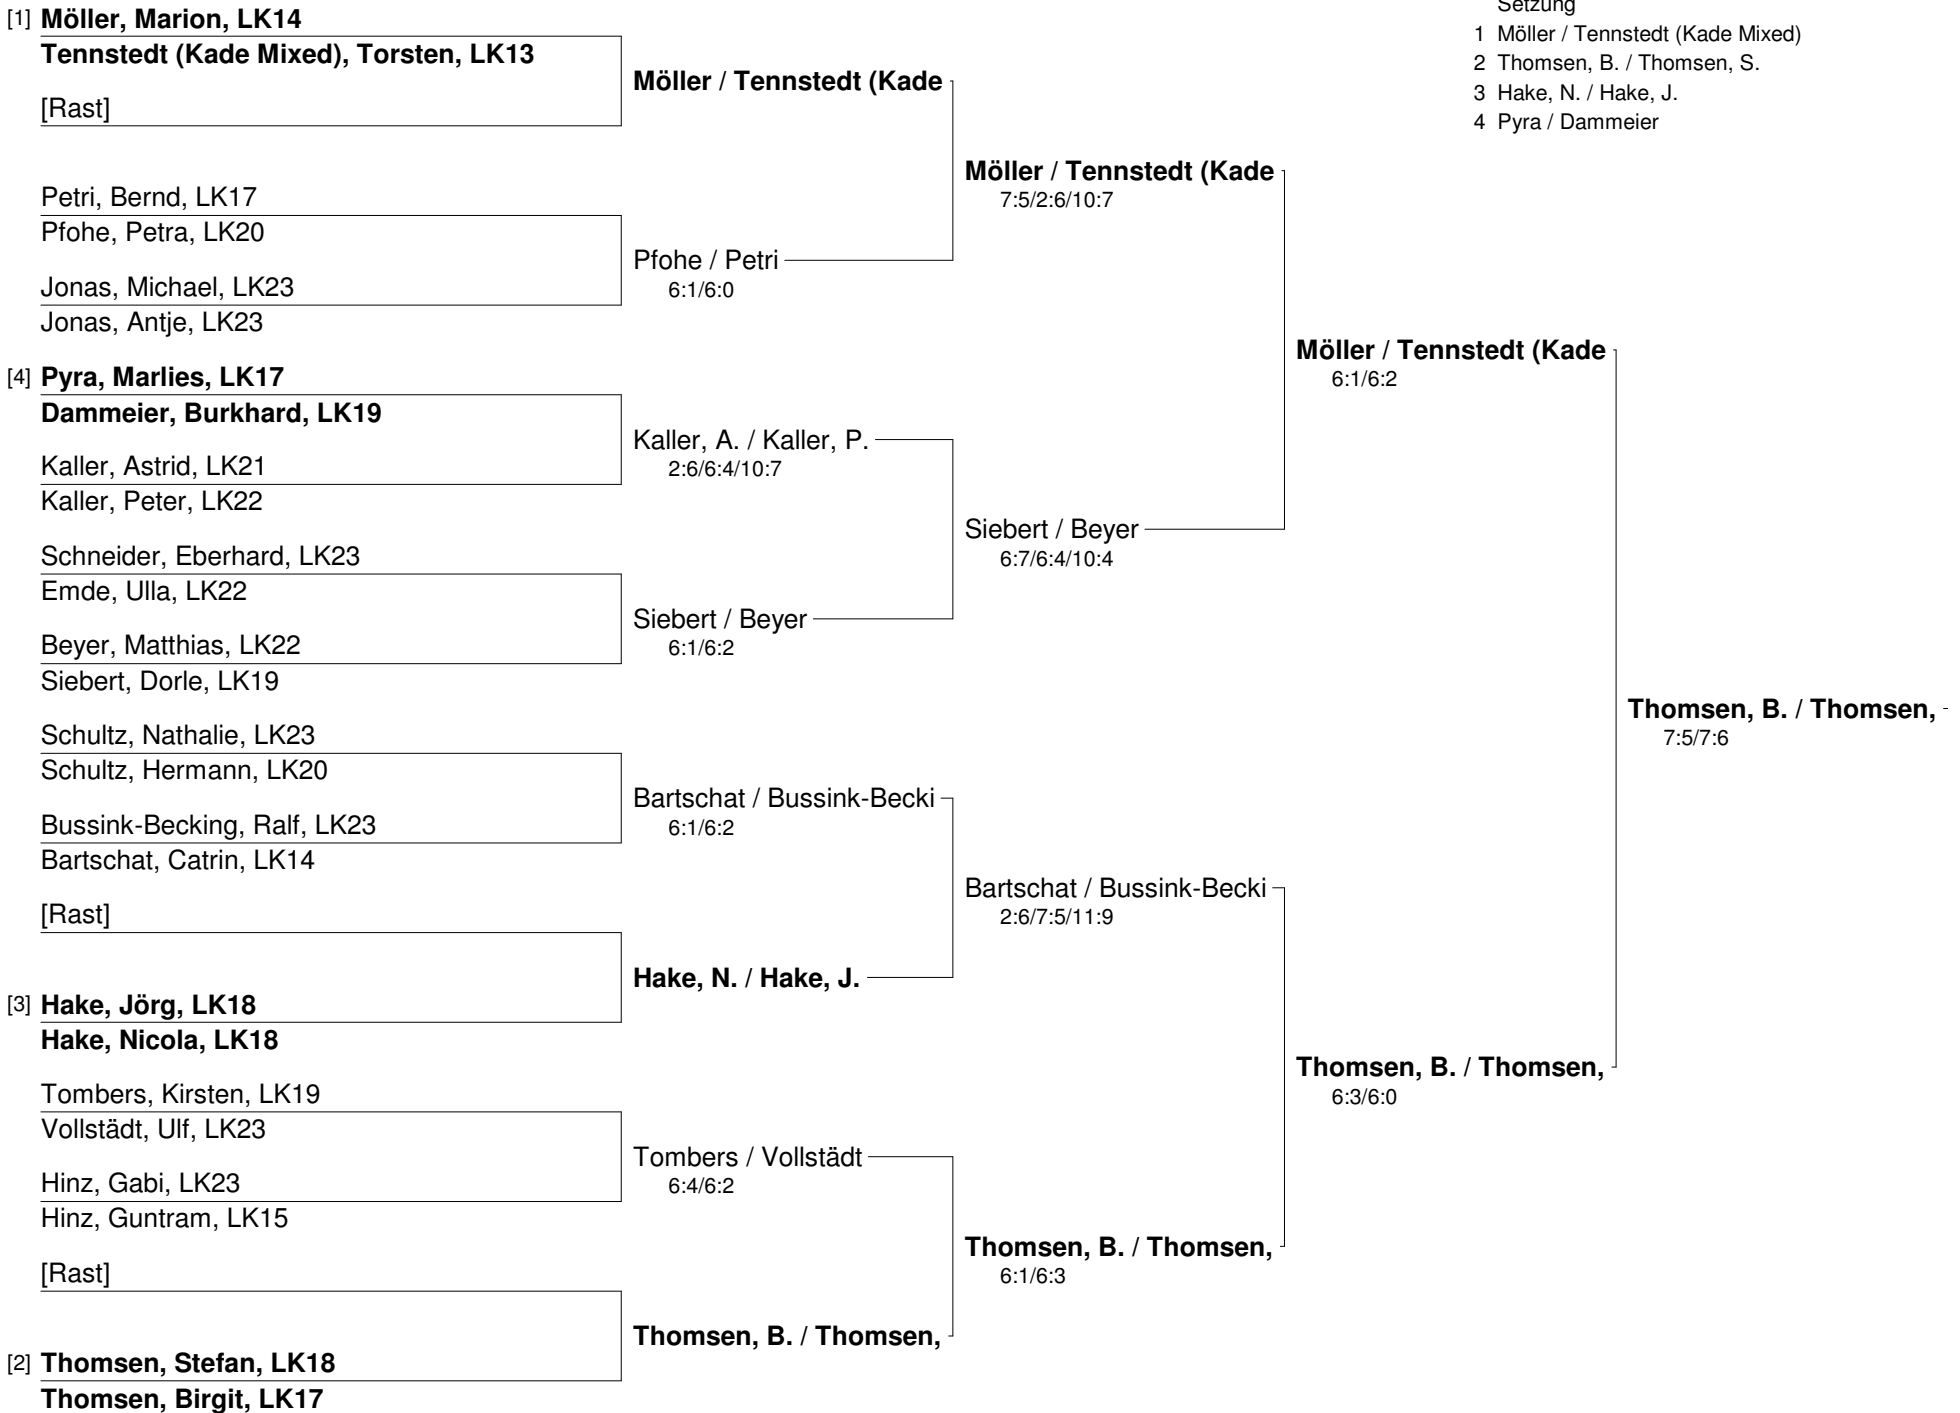 Setzung
1 Möller / Tennstedt (Kade Mixed)
2 Thomsen, B. / Thomsen, S.
3 Hake, N. / Hake, J.
4 Pyra / Dammeier
[1] Möller, Marion, LK14
Tennstedt (Kade Mixed), Torsten, LK13
[Rast]
Petri, Bernd, LK17
Pfohe, Petra, LK20
Jonas, Michael, LK23
Jonas, Antje, LK23
[4] Pyra, Marlies, LK17
Dammeier, Burkhard, LK19
Kaller, Astrid, LK21
Kaller, Peter, LK22
Schneider, Eberhard, LK23
Emde, Ulla, LK22
Beyer, Matthias, LK22
Siebert, Dorle, LK19
Schultz, Nathalie, LK23
Schultz, Hermann, LK20
Bussink-Becking, Ralf, LK23
Bartschat, Catrin, LK14
[Rast]
[3] Hake, Jörg, LK18
Hake, Nicola, LK18
Tombers, Kirsten, LK19
Vollstädt, Ulf, LK23
Hinz, Gabi, LK23
Hinz, Guntram, LK15
[Rast]
[2] Thomsen, Stefan, LK18
Thomsen, Birgit, LK17
Möller / Tennstedt (Kade
Pfohe / Petri
6:1/6:0
Kaller, A. / Kaller, P.
2:6/6:4/10:7
Siebert / Beyer
6:1/6:2
Bartschat / Bussink-Becki
6:1/6:2
Hake, N. / Hake, J.
Tombers / Vollstädt
6:4/6:2
Thomsen, B. / Thomsen,
Möller / Tennstedt (Kade
7:5/2:6/10:7
Siebert / Beyer
6:7/6:4/10:4
Bartschat / Bussink-Becki
2:6/7:5/11:9
Thomsen, B. / Thomsen,
6:1/6:3
Möller / Tennstedt (Kade
6:1/6:2
Thomsen, B. / Thomsen,
6:3/6:0
Thomsen, B. / Thomsen,
7:5/7:6